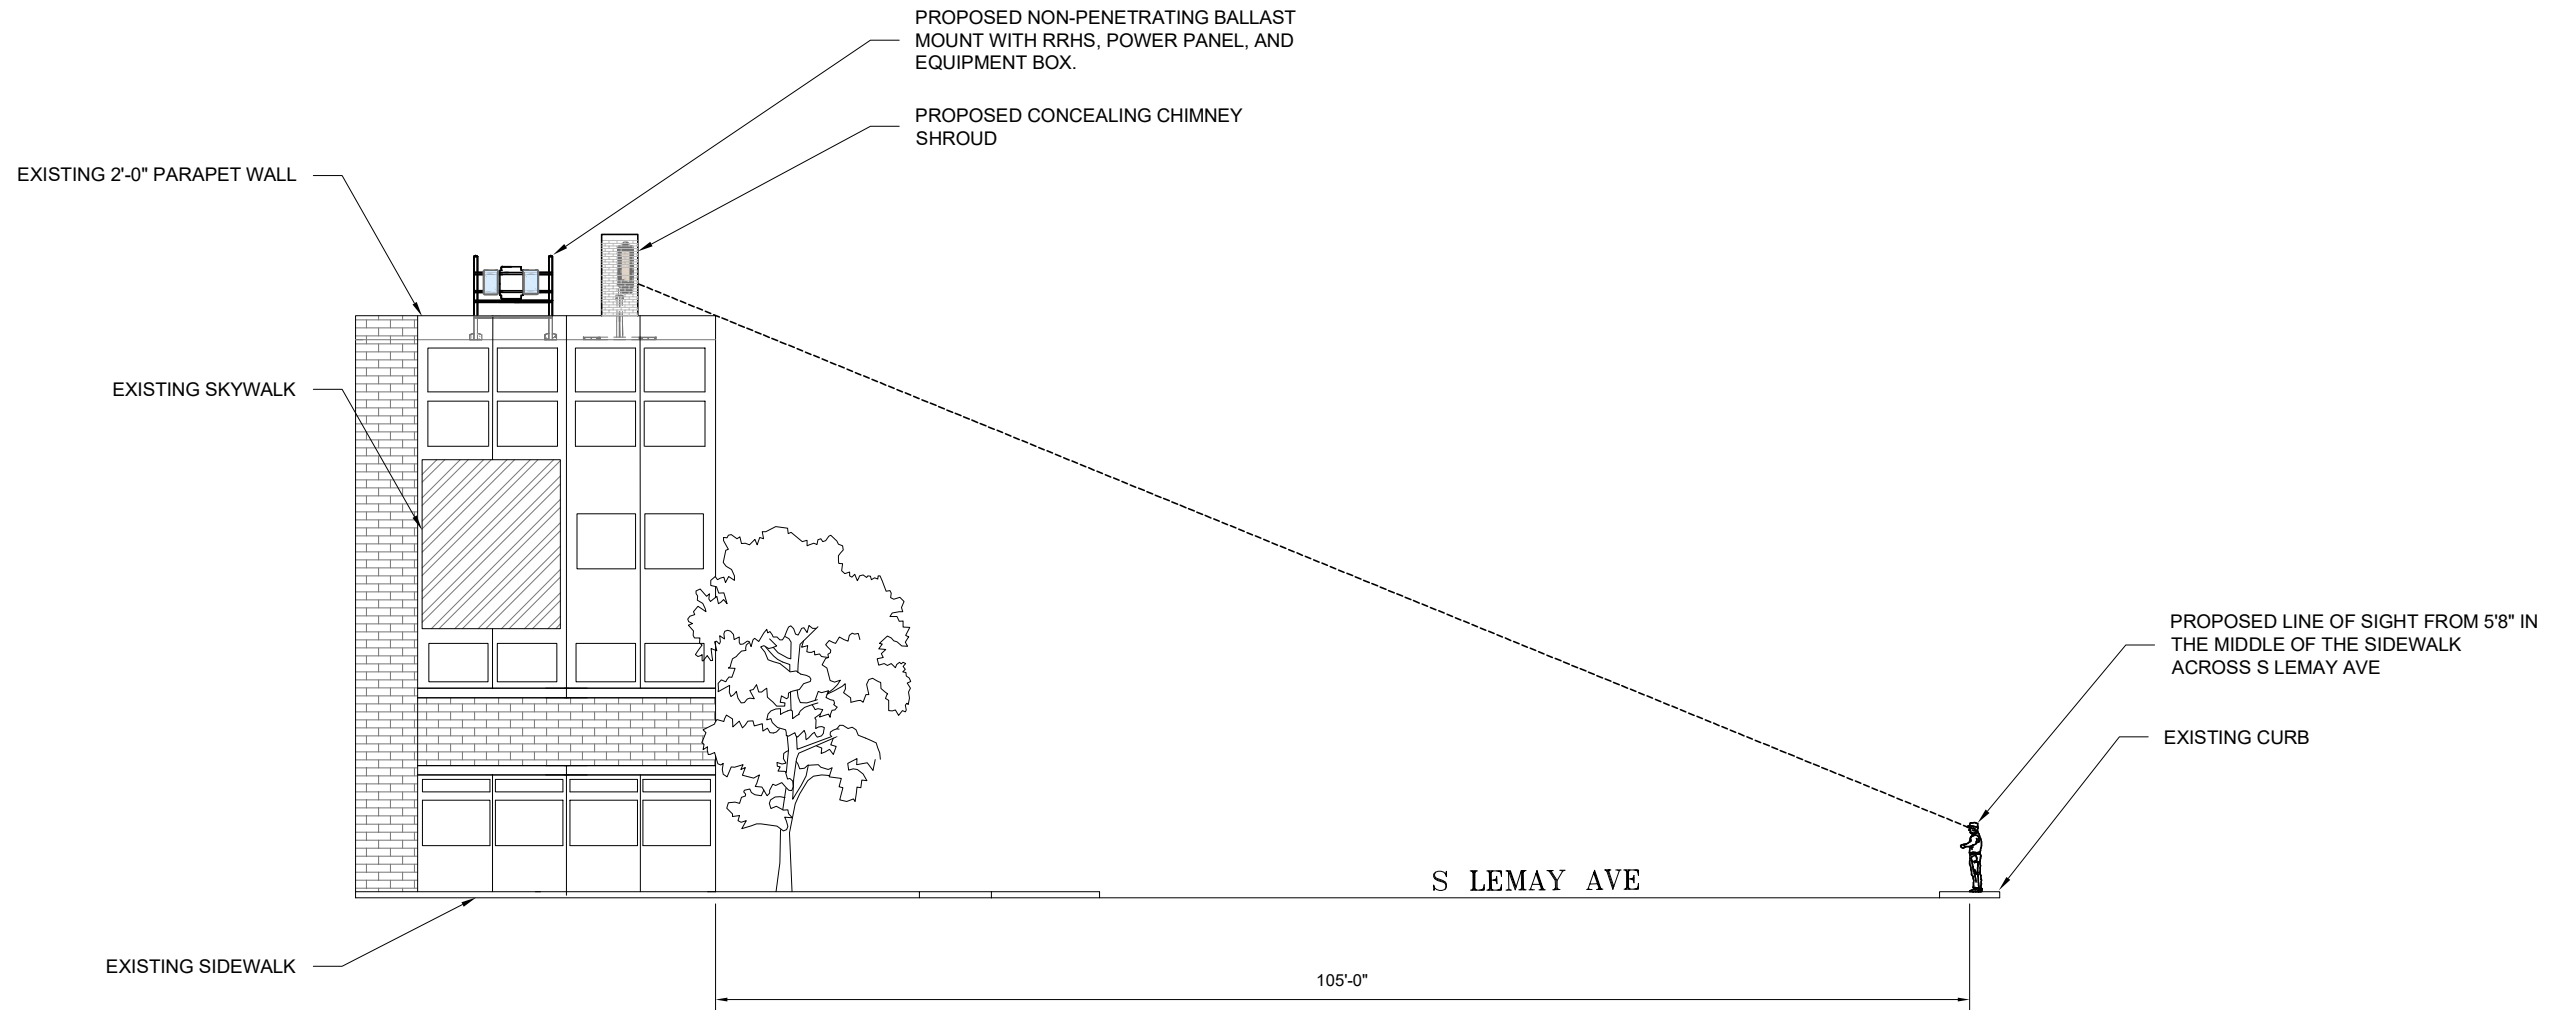 PROPOSED NON-PENETRATING BALLAST
MOUNT WITH RRHS, POWER PANEL, AND
EQUIPMENT BOX.
PROPOSED CONCEALING CHIMNEY
SHROUD
EXISTING 2'-0" PARAPET WALL
EXISTING SKYWALK
PROPOSED LINE OF SIGHT FROM 5'8" IN
THE MIDDLE OF THE SIDEWALK
ACROSS S LEMAY AVE
EXISTING CURB
S LEMAY AVE
EXISTING SIDEWALK
105'-0"